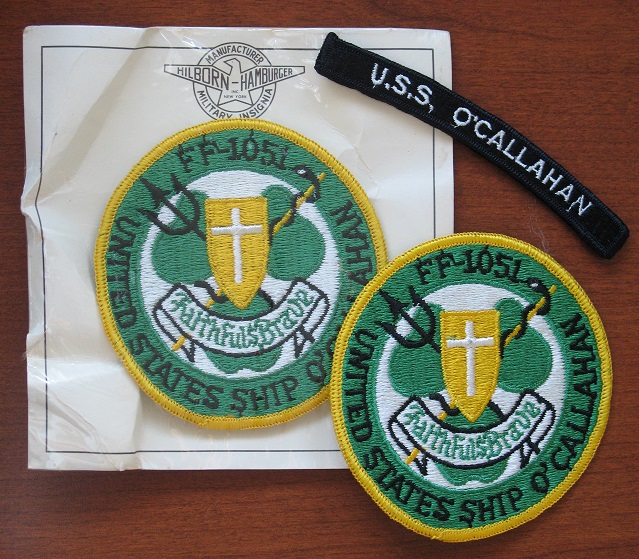 MANUFACTURER
HILBORN-HAMBURGER
INC
NEW YORK
MILITARY INSIGNIA
U.S.S. O'CALLAHAN
FF-1051
Faithful & Brave
UNITED STATES SHIP O'C
FF-1051
Faithful & Brave
UNITED STATES SHIP O'CALLAHAN